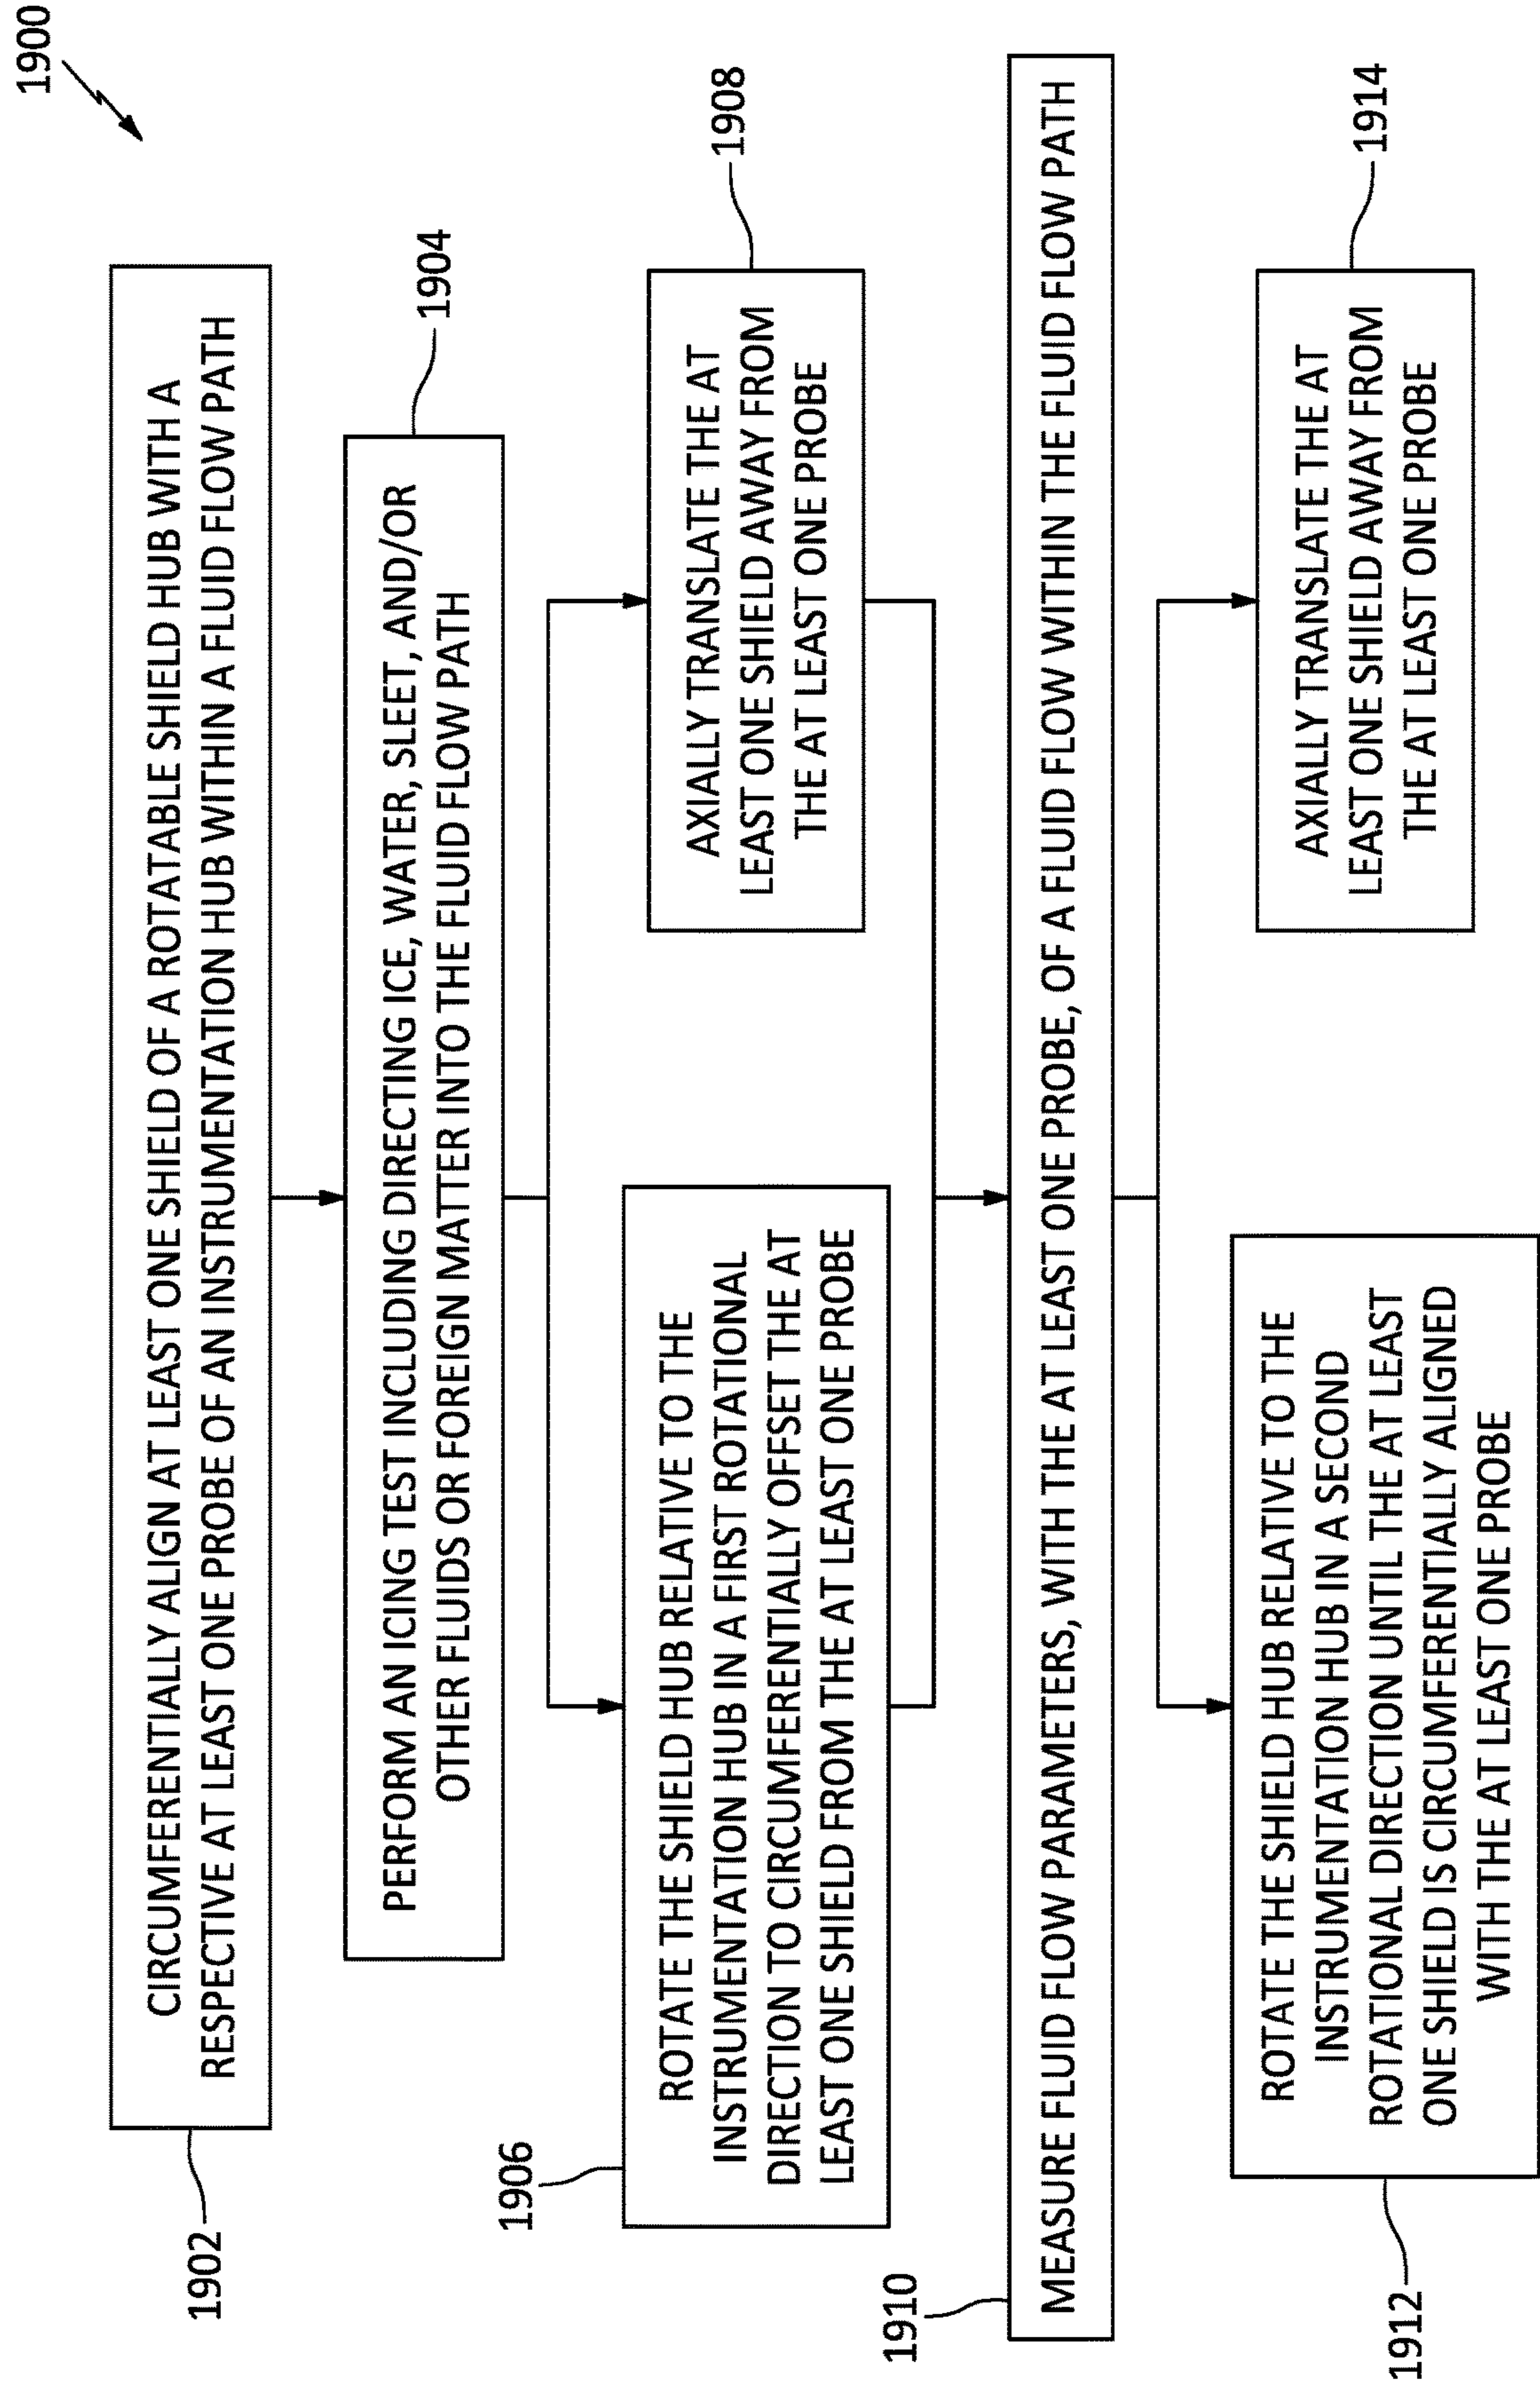 1900
1902
CIRCUMFERENTIALLY ALIGN AT LEAST ONE SHIELD OF A ROTATABLE SHIELD HUB WITH A
RESPECTIVE AT LEAST ONE PROBE OF AN INSTRUMENTATION HUB WITHIN A FLUID FLOW PATH
1904
PERFORM AN ICING TEST INCLUDING DIRECTING ICE, WATER, SLEET, AND/OR
OTHER FLUIDS OR FOREIGN MATTER INTO THE FLUID FLOW PATH
1906
ROTATE THE SHIELD HUB RELATIVE TO THE
INSTRUMENTATION HUB IN A FIRST ROTATIONAL
DIRECTION TO CIRCUMFERENTIALLY OFFSET THE AT
LEAST ONE SHIELD FROM THE AT LEAST ONE PROBE
1908
AXIALLY TRANSLATE THE AT
LEAST ONE SHIELD AWAY FROM
THE AT LEAST ONE PROBE
1910
MEASURE FLUID FLOW PARAMETERS, WITH THE AT LEAST ONE PROBE, OF A FLUID FLOW WITHIN THE FLUID FLOW PATH
1912
ROTATE THE SHIELD HUB RELATIVE TO THE
INSTRUMENTATION HUB IN A SECOND
ROTATIONAL DIRECTION UNTIL THE AT LEAST
ONE SHIELD IS CIRCUMFERENTIALLY ALIGNED
WITH THE AT LEAST ONE PROBE
1914
AXIALLY TRANSLATE THE AT
LEAST ONE SHIELD AWAY FROM
THE AT LEAST ONE PROBE